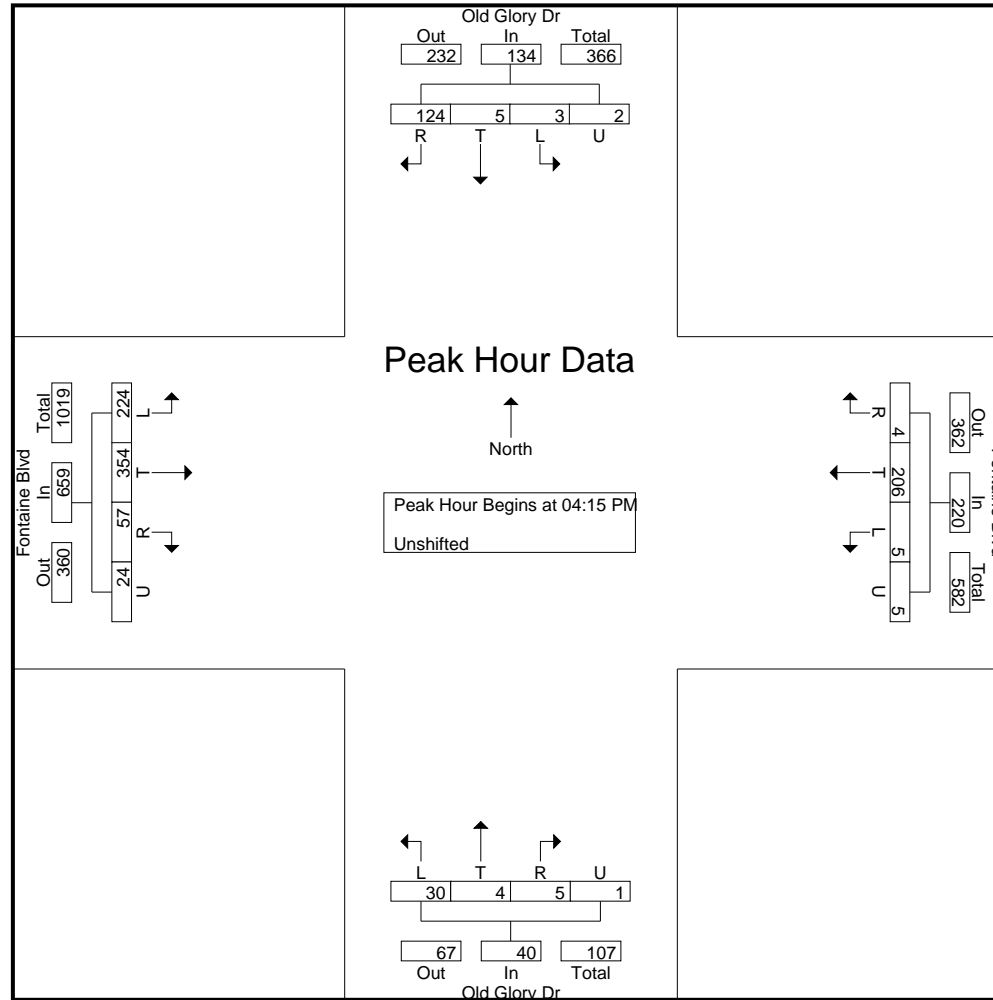 Old Glory Dr
Out In Total
232 134 366
124 5 3 2
R T L U
Peak Hour Data
North
Peak Hour Begins at 04:15 PM
Unshifted
Fontaine Blvd
Total In Out
1019 659 360
224 354 57 24
L T R U
R T L U
4 206 5 5
Out In Total
362 220 582
L T R U
30 4 5 1
67 40 107
Out In Total
Old Glory Dr